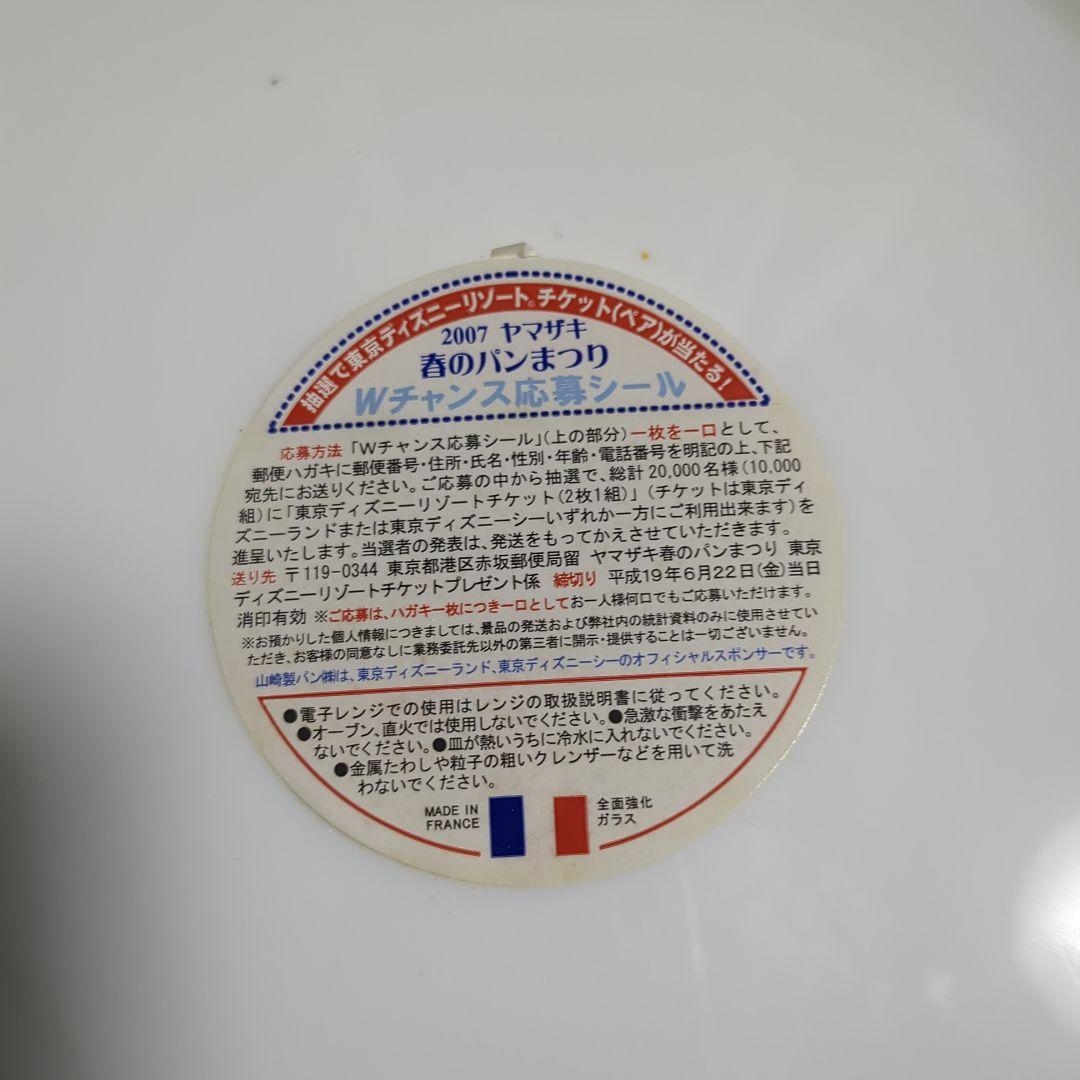 抽選で東京ディズニーリゾート®チケット(ペア)が当たる!
2007 ヤマザキ
春のパンまつり
Wチャンス応募シール
応募方法 「Wチャンス応募シール」(上の部分)一枚を一口として、
郵便ハガキに郵便番号・住所・氏名・性別・年齢・電話番号を明記の上、下記
宛先にお送りください。ご応募の中から抽選で、総計20,000名様(10,000
組)に「東京ディズニーリゾートチケット(2枚1組)」(チケットは東京ディ
ズニーランドまたは東京ディズニーシーいずれか一方にご利用出来ます)を
進呈いたします。当選者の発表は、発送をもってかえさせていただきます。
送り先 〒119-0344 東京都港区赤坂郵便局留 ヤマザキ春のパンまつり 東京
ディズニーリゾートチケットプレゼント係 締切り 平成19年6月22日(金)当日
消印有効 ※ご応募は、ハガキ一枚につき一口としてお一人様何口でもご応募いただけます。
※お預かりした個人情報につきましては、景品の発送および弊社内の統計資料のみに使用させてい
ただき、お客様の同意なしに業務委託先以外の第三者に開示・提供することは一切ございません。
山崎製パン㈱は、東京ディズニーランド、東京ディズニーシーのオフィシャルスポンサーです。
●電子レンジでの使用はレンジの取扱説明書に従ってください。
●オーブン、直火では使用しないでください。●急激な衝撃をあたえ
ないでください。●皿が熱いうちに冷水に入れないでください。
●金属たわしや粒子の粗いクレンザーなどを用いて洗
わないでください。
MADE IN
FRANCE
全面強化
ガラス